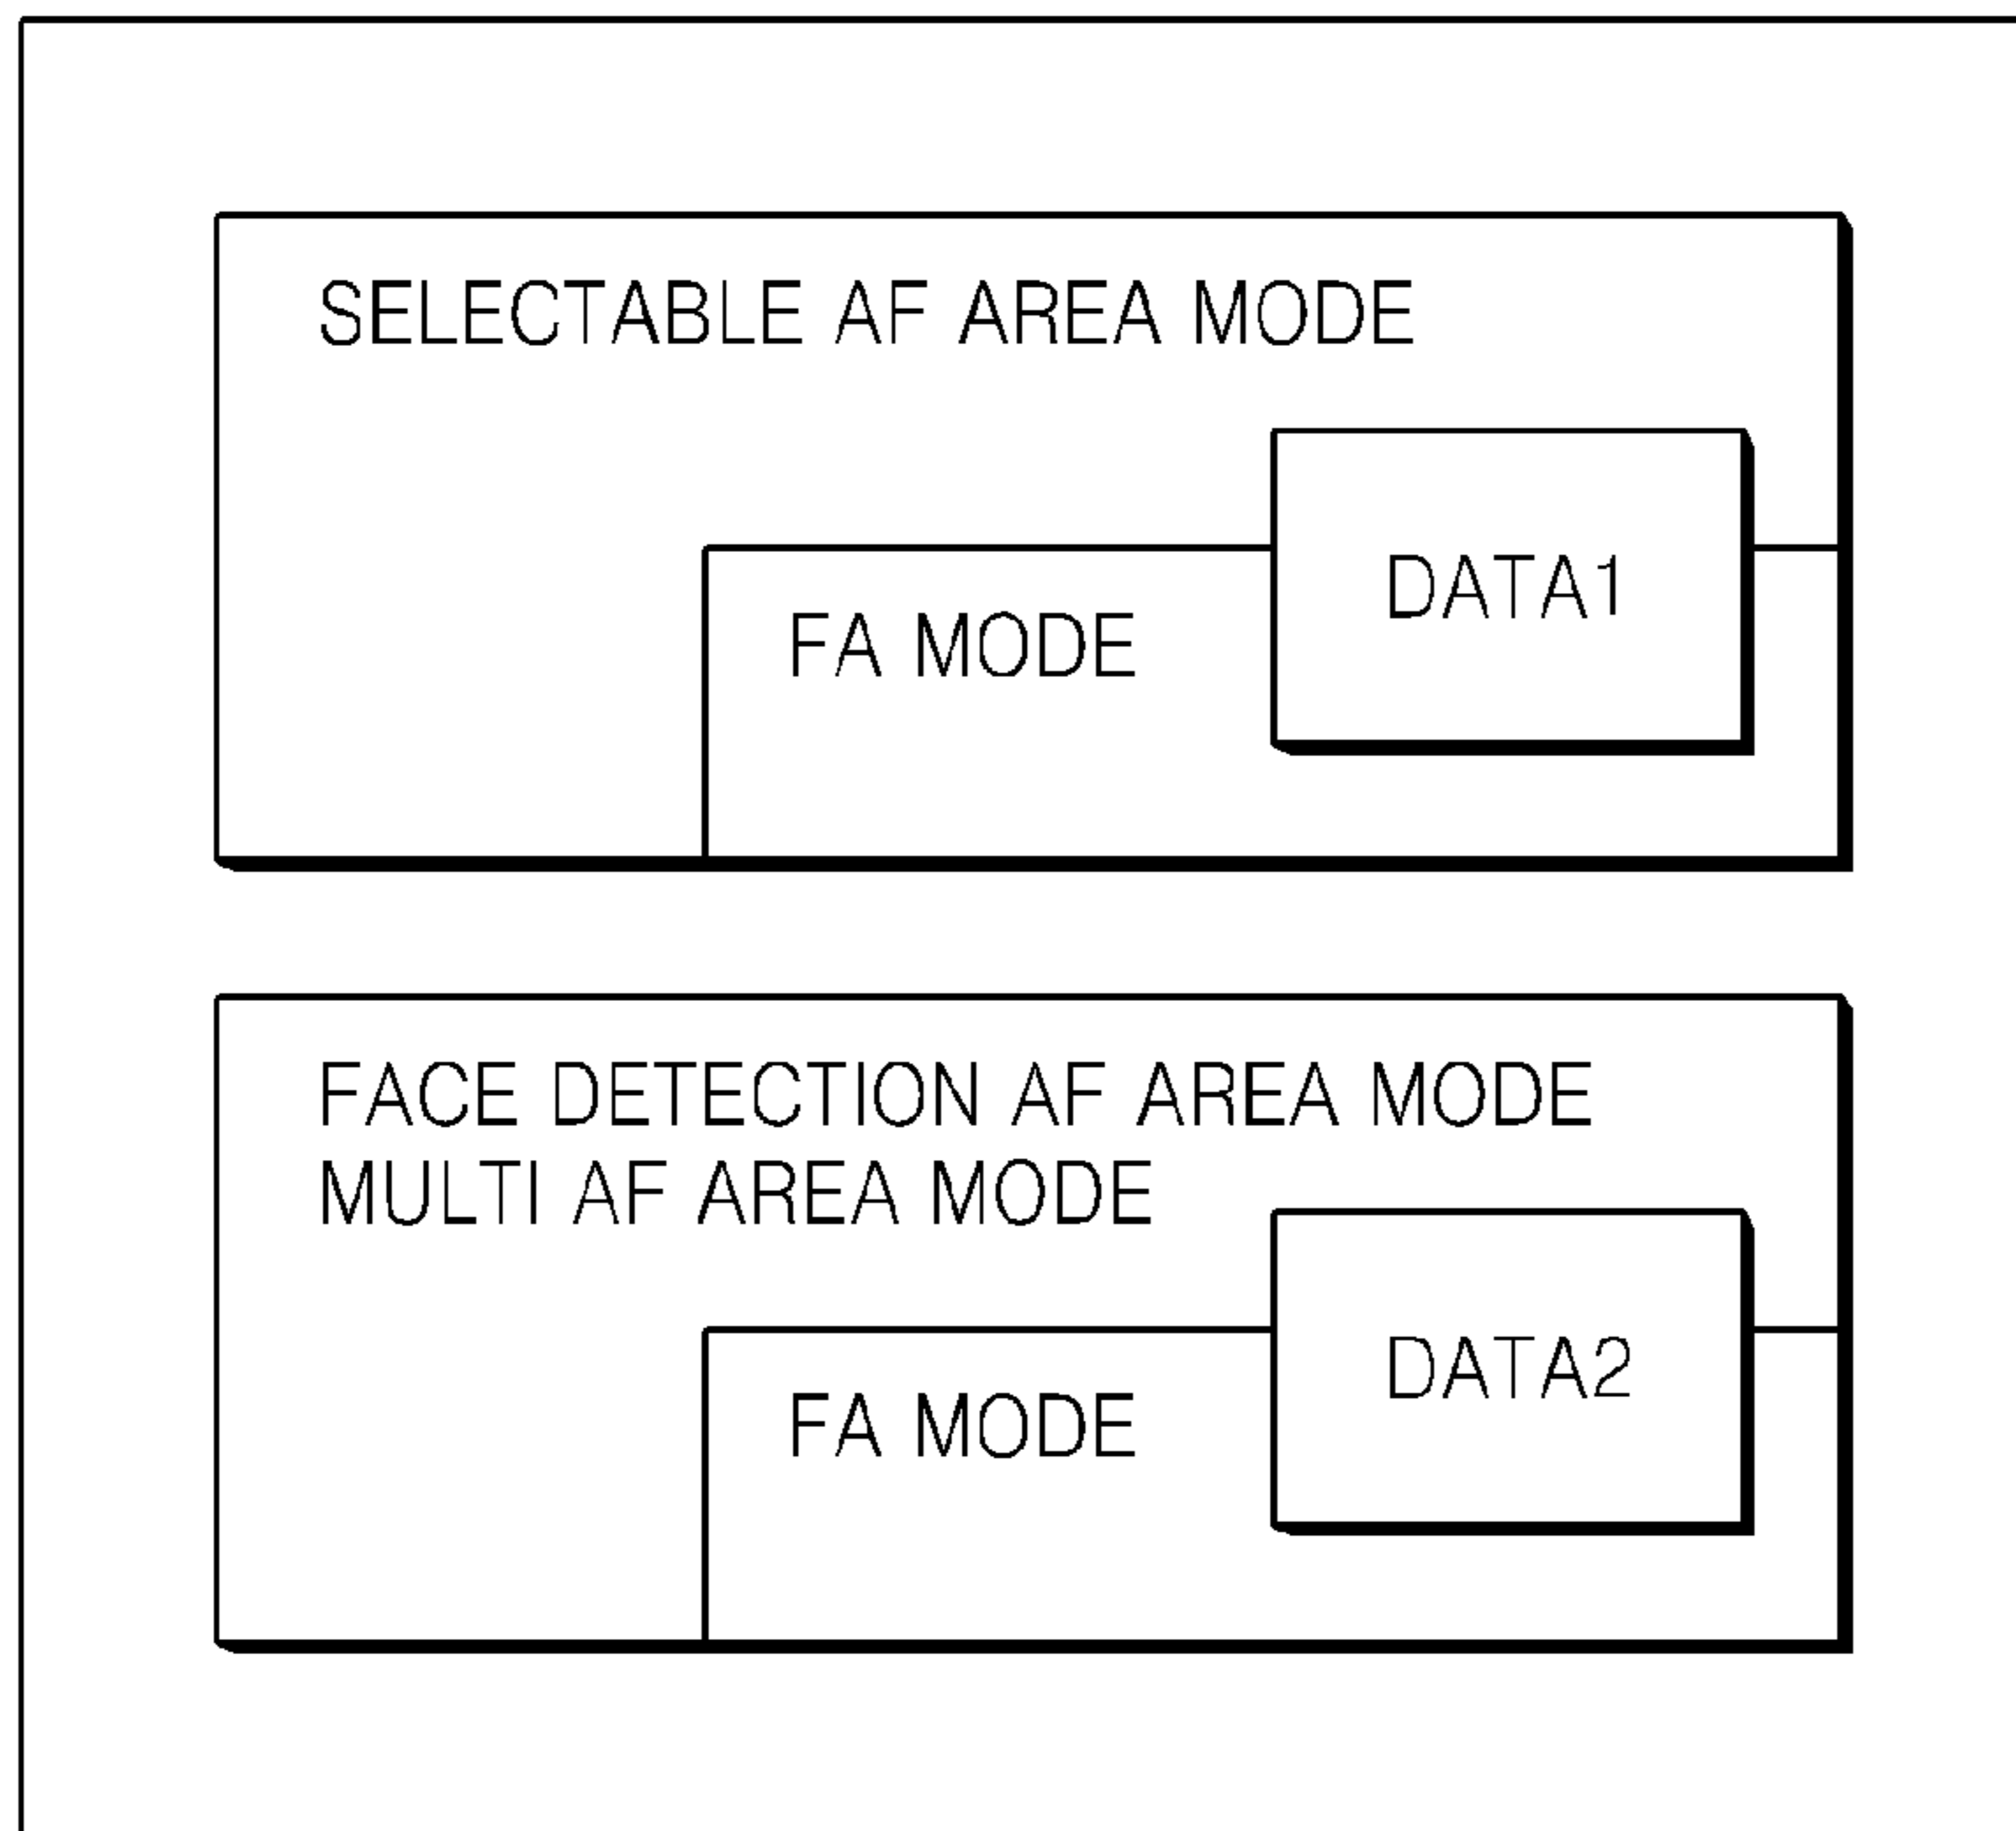 SELECTABLE AF AREA MODE
DATA1
FA MODE
FACE DETECTION AF AREA MODE
MULTI AF AREA MODE
DATA2
FA MODE